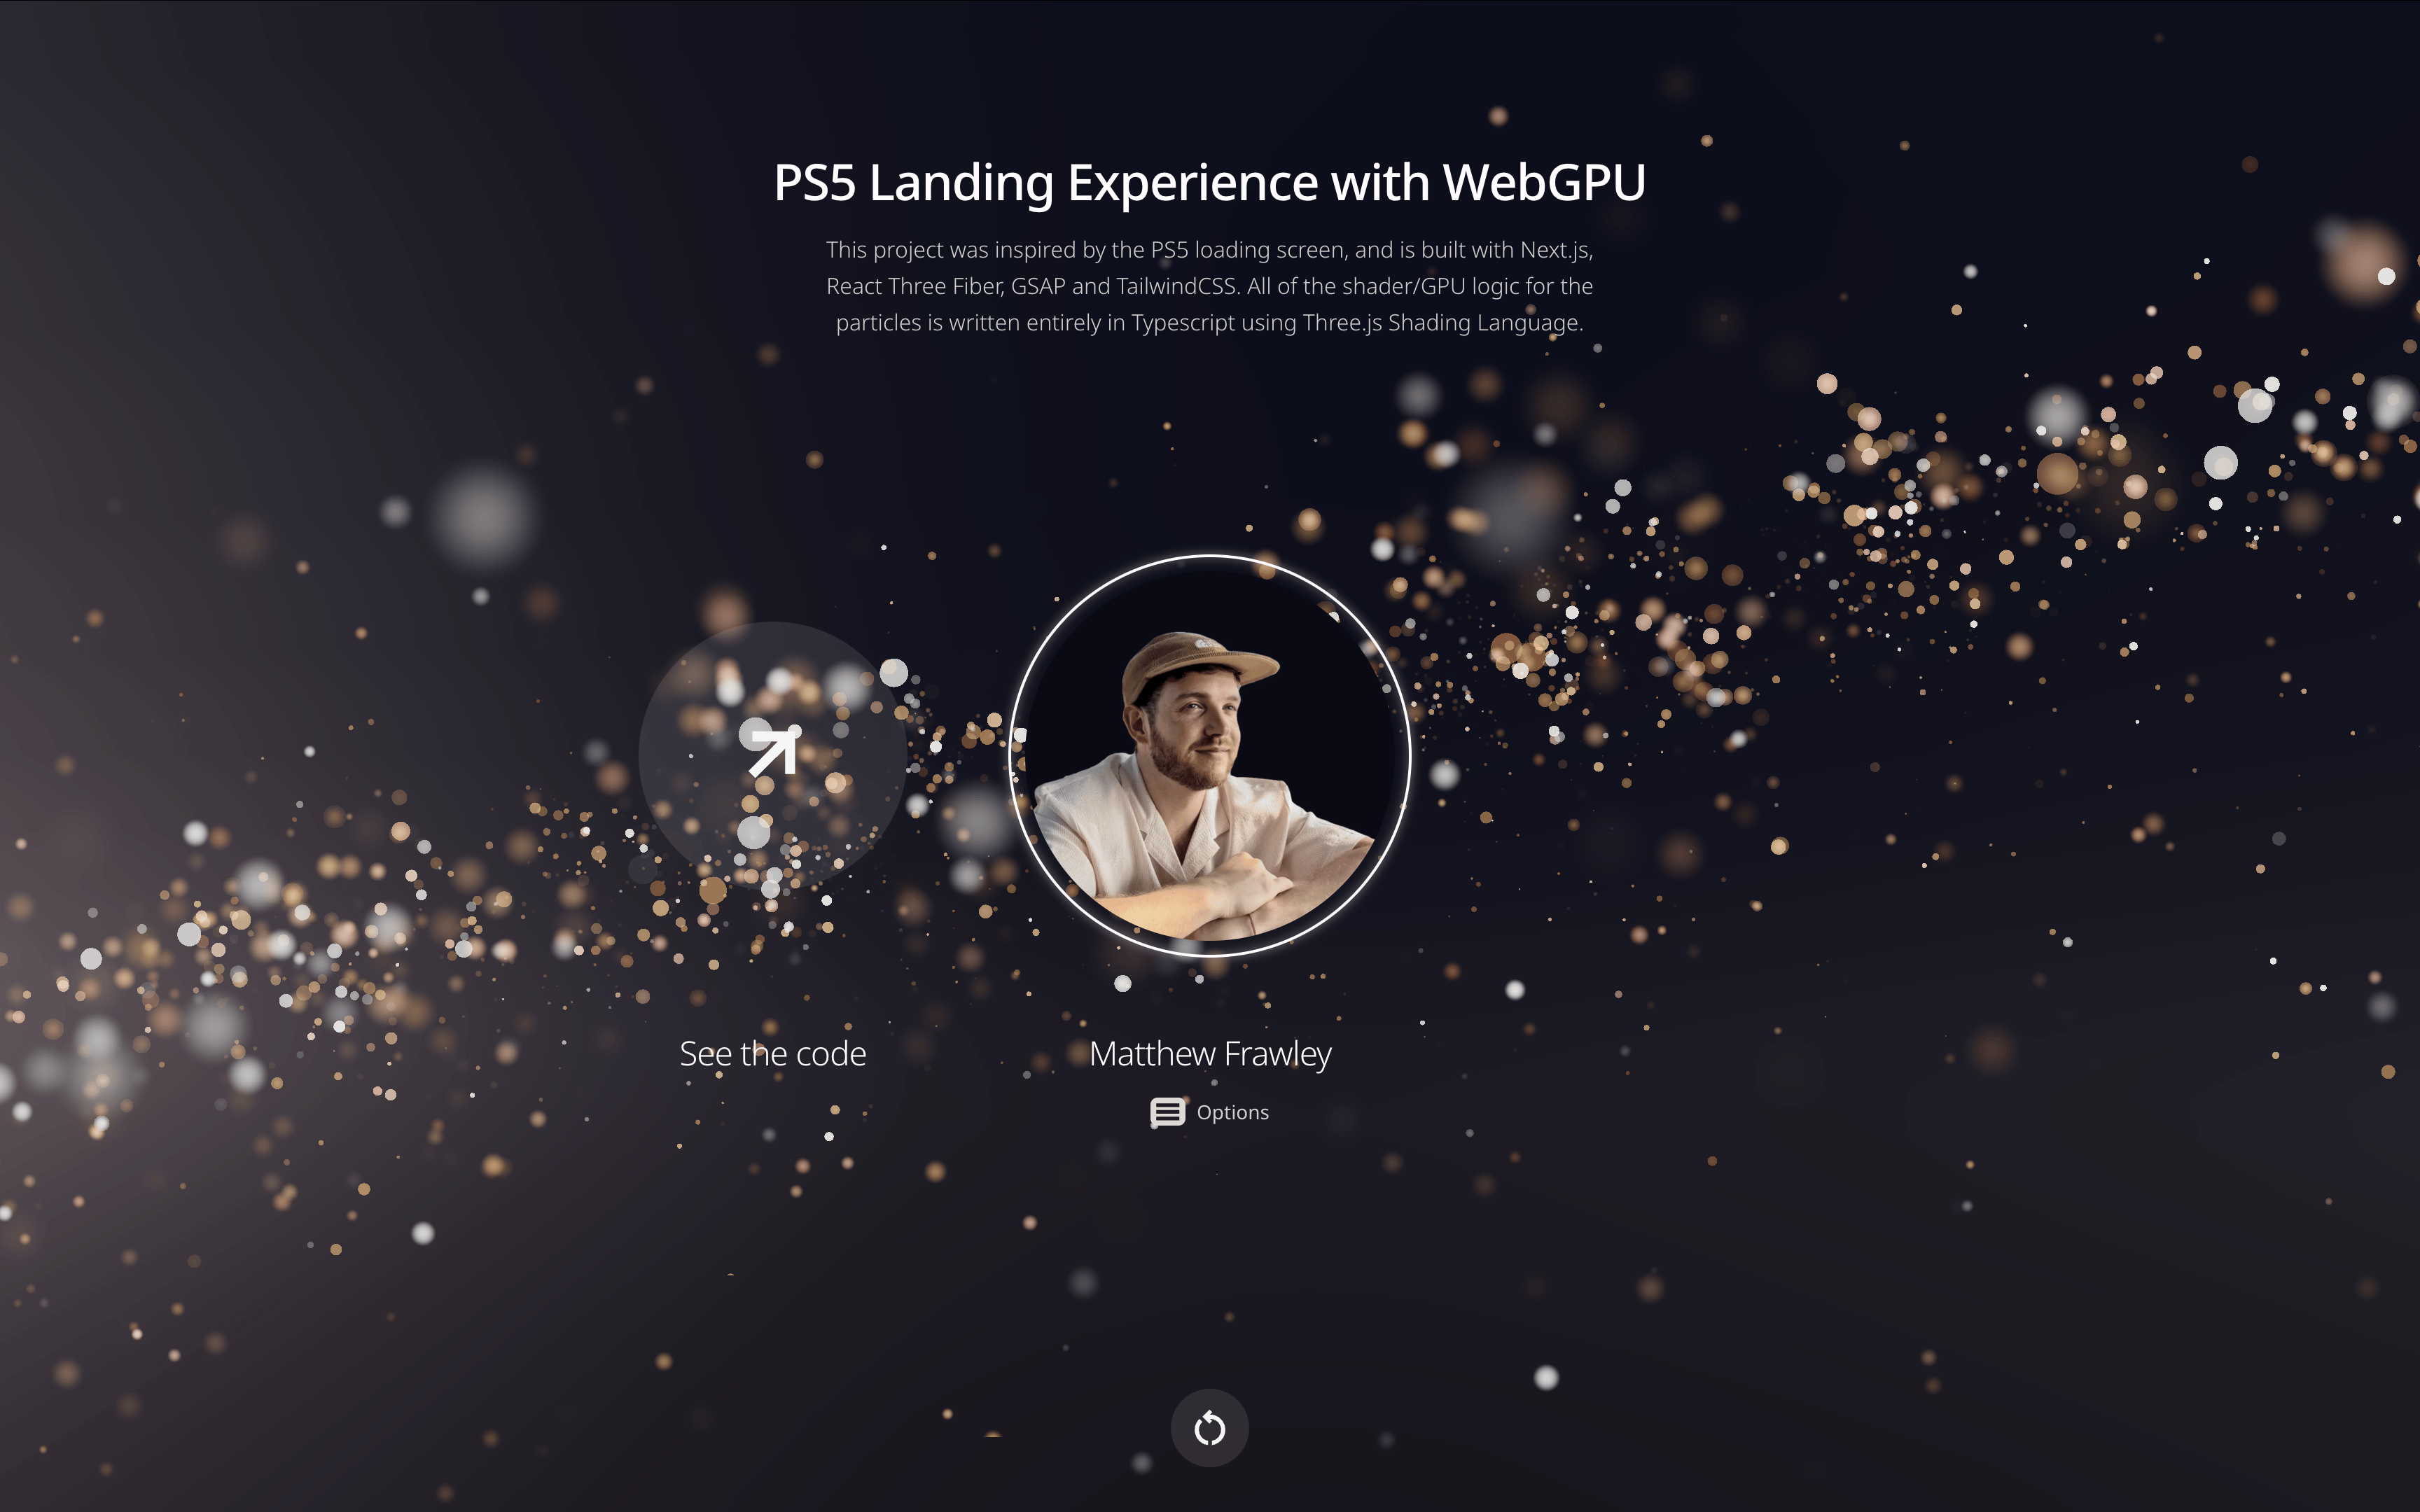 PS5 Landing Experience with WebGPU
This project was inspired by the PS5 loading screen, and is built with Next.js,
React Three Fiber, GSAP and TailwindCSS. All of the shader/GPU logic for the
particles is written entirely in Typescript using Three.js Shading Language.
See the code
Matthew Frawley
Options